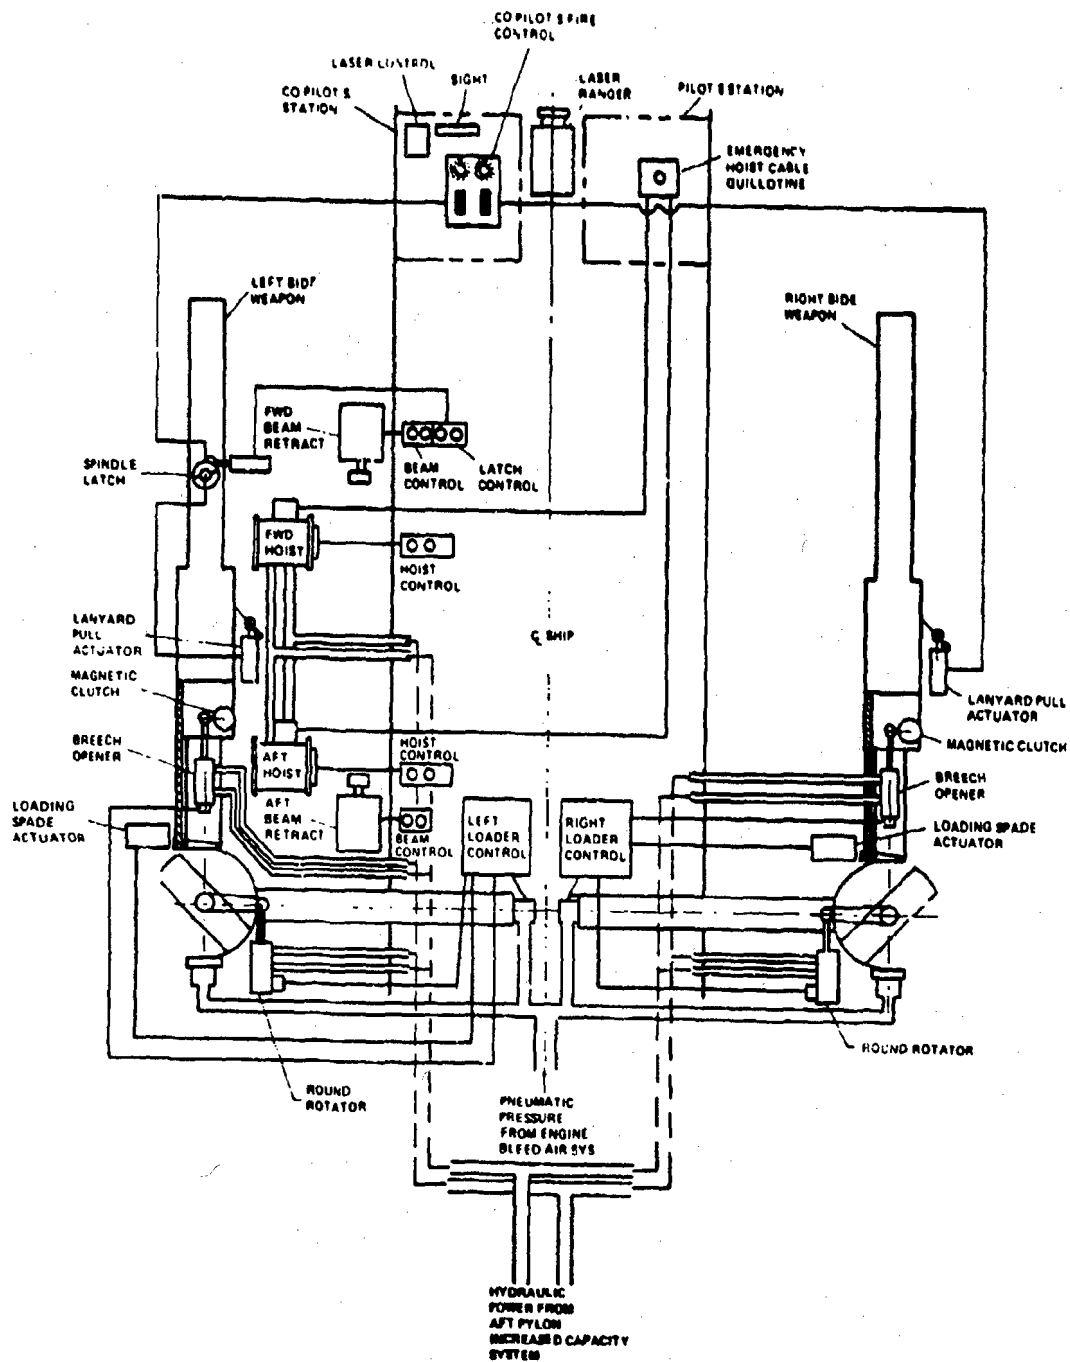 CO PILOT S FIRE
CONTROL
LASER CONTROL
SIGHT
CO PILOT S
STATION
LASER
RANGER
PILOT S STATION
EMERGENCY
HOIST CABLE
GUILLOTINE
LEFT SIDE
WEAPON
RIGHT SIDE
WEAPON
FWD
BEAM
RETRACT
SPINDLE
LATCH
BEAM
CONTROL
LATCH
CONTROL
FWD
HOIST
HOIST
CONTROL
LANYARD
PULL
ACTUATOR
℄ SHIP
MAGNETIC
CLUTCH
LANYARD PULL
ACTUATOR
BREECH
OPENER
AFT
HOIST
HOIST
CONTROL
MAGNETIC CLUTCH
BREECH
OPENER
LOADING
SPADE
ACTUATOR
AFT
BEAM
RETRACT
BEAM
CONTROL
LEFT
LOADER
CONTROL
RIGHT
LOADER
CONTROL
LOADING SPADE
ACTUATOR
ROUND ROTATOR
ROUND
ROTATOR
PNEUMATIC
PRESSURE
FROM ENGINE
BLEED AIR SYS
HYDRAULIC
POWER FROM
AFT PYLON
INCREASED CAPACITY
SYSTEM